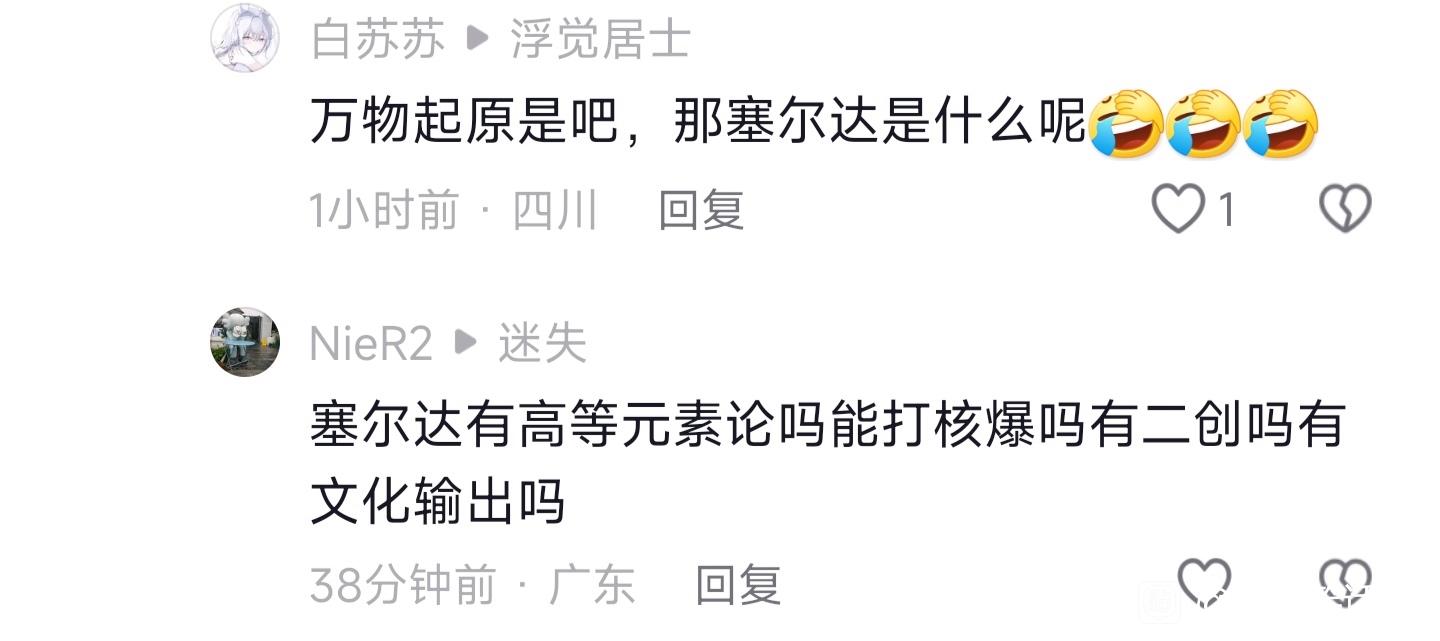 白苏苏 ▶ 浮觉居士
万物起原是吧，那塞尔达是什么呢🤣🤣🤣
1小时前 · 四川 回复 1
NieR2 ▶ 迷失
塞尔达有高等元素论吗能打核爆吗有二创吗有
文化输出吗
38分钟前 · 广东 回复